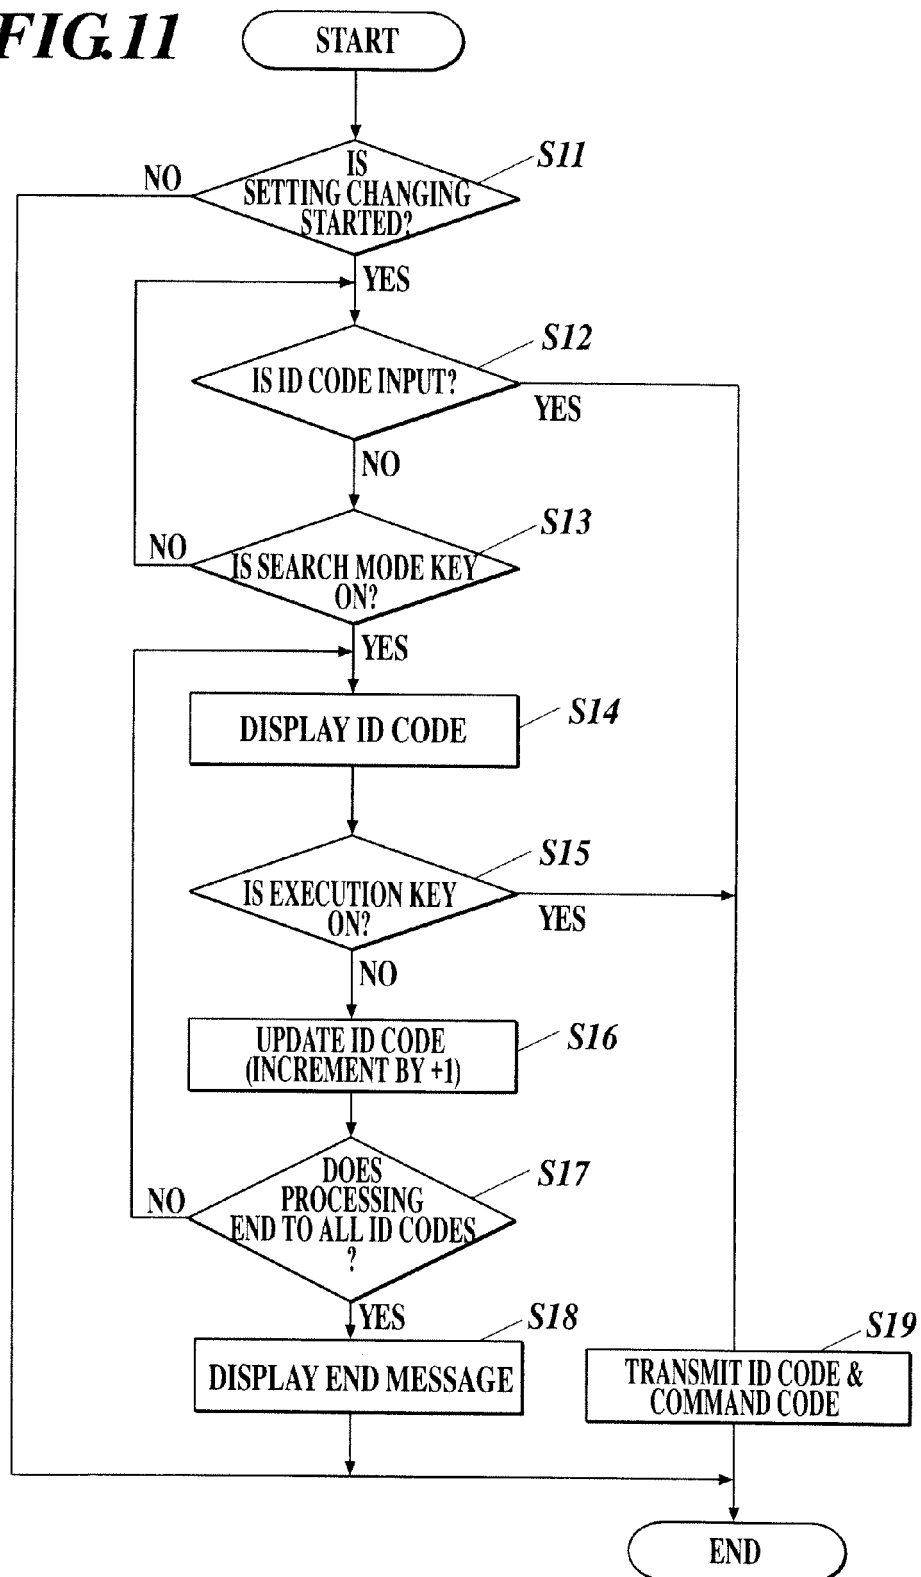 FIG.11
START
S11
IS
SETTING CHANGING
STARTED?
NO
YES
S12
IS ID CODE INPUT?
YES
NO
S13
IS SEARCH MODE KEY
ON?
NO
YES
S14
DISPLAY ID CODE
S15
IS EXECUTION KEY
ON?
YES
NO
S16
UPDATE ID CODE
(INCREMENT BY +1)
S17
DOES
PROCESSING
END TO ALL ID CODES
?
NO
YES
S18
DISPLAY END MESSAGE
S19
TRANSMIT ID CODE &
COMMAND CODE
END